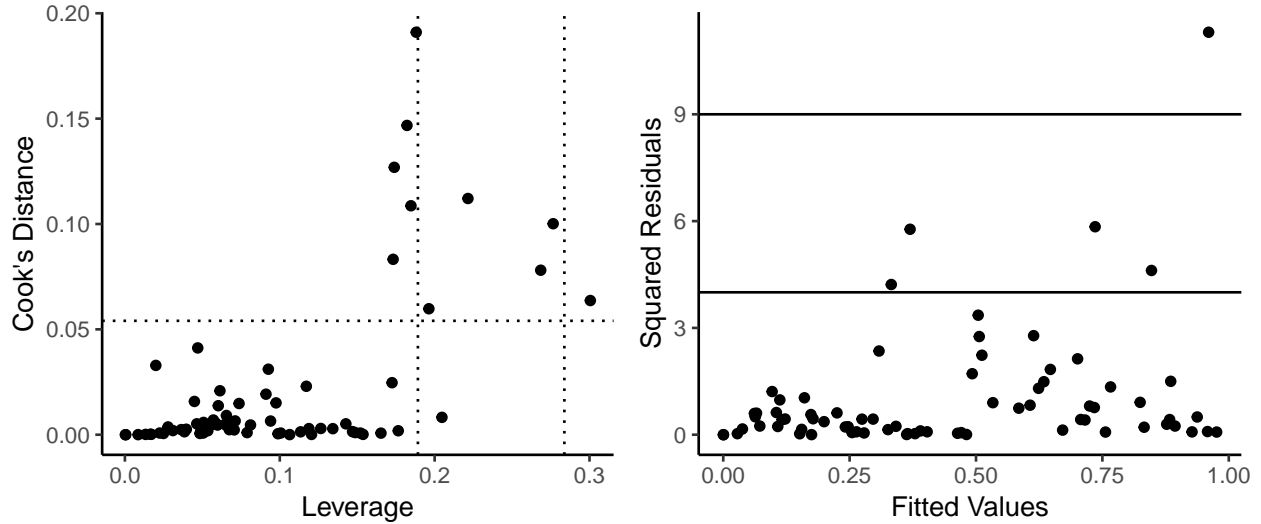 0.20
0.15
0.10
0.05
0.00
Cook's Distance
0.0 0.1 0.2 0.3
Leverage
9
6
3
0
Squared Residuals
0.00 0.25 0.50 0.75 1.00
Fitted Values